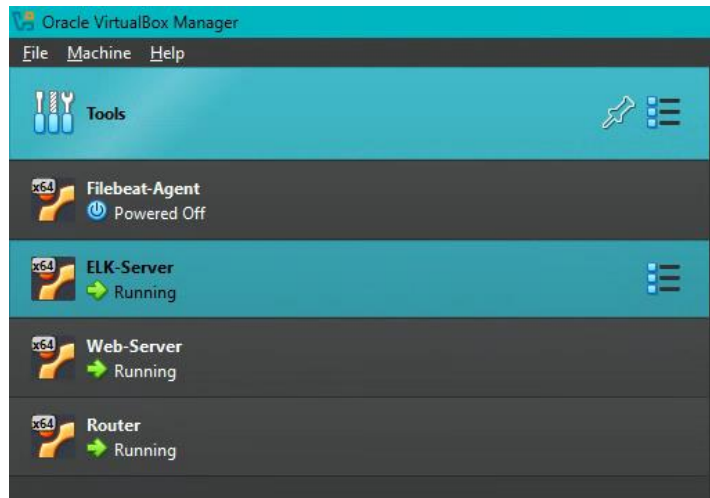 Oracle VirtualBox Manager
File Machine Help
Tools
x64
Filebeat-Agent
Powered Off
x64
ELK-Server
Running
x64
Web-Server
Running
x64
Router
Running